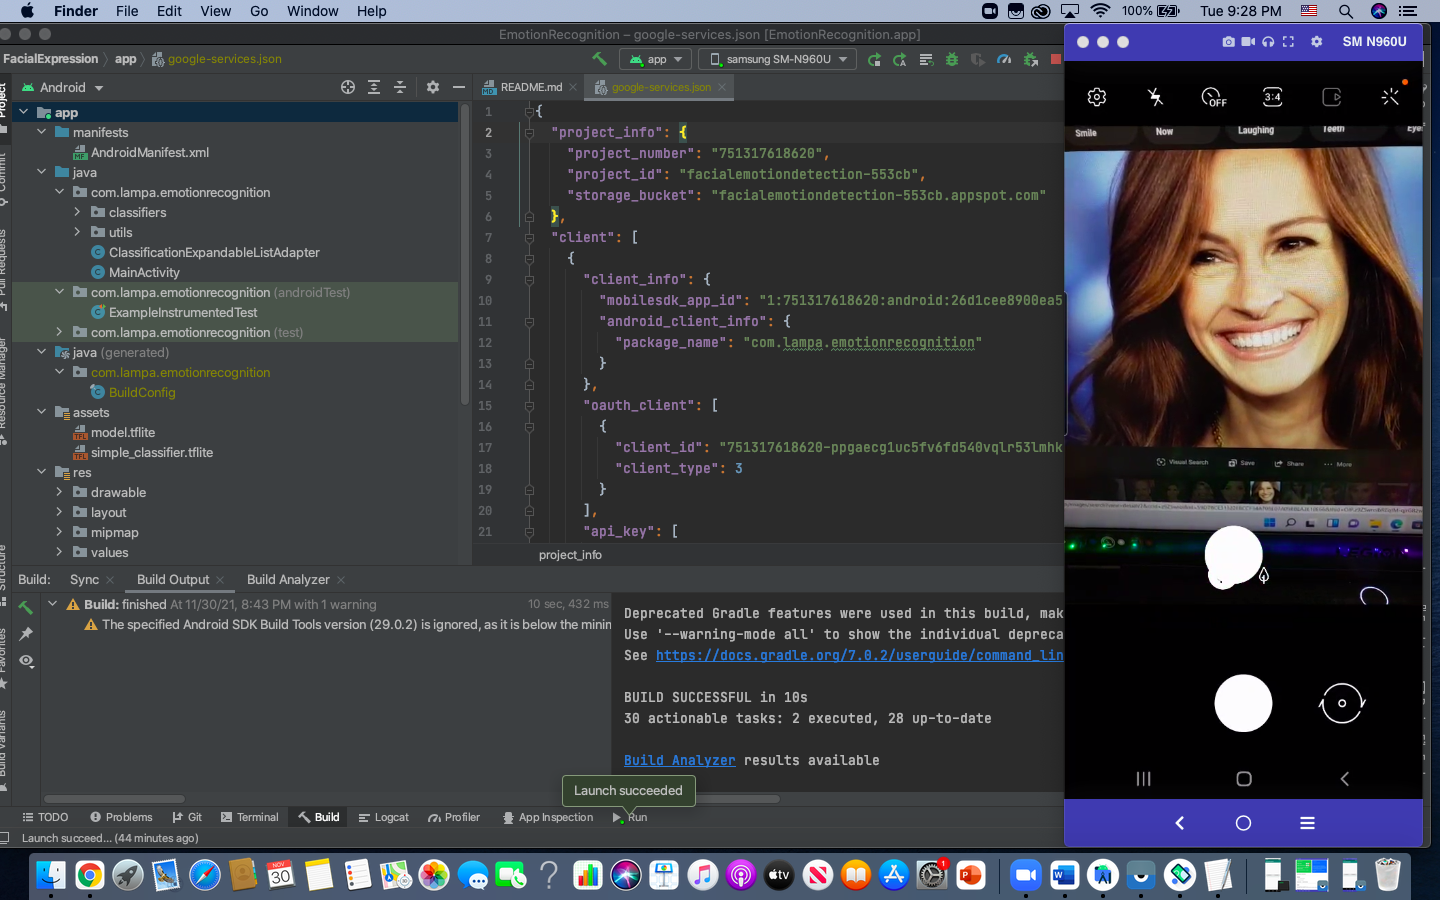 Finder File Edit View Go Window Help 100% Tue 9:28 PM
EmotionRecognition – google-services.json [EmotionRecognition.app]
FacialExpression app google-services.json app samsung SM-N960U
Android
README.md google-services.json
app
manifests
AndroidManifest.xml
java
com.lampa.emotionrecognition
classifiers
utils
ClassificationExpandableListAdapter
MainActivity
com.lampa.emotionrecognition (androidTest)
ExampleInstrumentedTest
com.lampa.emotionrecognition (test)
java (generated)
com.lampa.emotionrecognition
BuildConfig
assets
model.tflite
simple_classifier.tflite
res
drawable
layout
mipmap
values
Project
Commit
Pull Requests
Resource Manager
Structure
Favorites
Build Variants
1 {
2 "project_info": {
3 "project_number": "751317618620",
4 "project_id": "facialemotiondetection-553cb",
5 "storage_bucket": "facialemotiondetection-553cb.appspot.com"
6 },
7 "client": [
8 {
9 "client_info": {
10 "mobilesdk_app_id": "1:751317618620:android:26d1cee8900ea5
11 "android_client_info": {
12 "package_name": "com.lampa.emotionrecognition"
13 }
14 },
15 "oauth_client": [
16 {
17 "client_id": "751317618620-ppgaecg1uc5fv6fd540vqlr53lmhk
18 "client_type": 3
19 }
20 ],
21 "api_key": [
project_info
Build: Sync Build Output Build Analyzer
Build: finished At 11/30/21, 8:43 PM with 1 warning 10 sec, 432 ms
The specified Android SDK Build Tools version (29.0.2) is ignored, as it is below the minin
Deprecated Gradle features were used in this build, mak
Use '--warning-mode all' to show the individual depreca
See https://docs.gradle.org/7.0.2/userguide/command_lin
BUILD SUCCESSFUL in 10s
30 actionable tasks: 2 executed, 28 up-to-date
Build Analyzer results available
Launch succeeded
TODO Problems Git Terminal Build Logcat Profiler App Inspection Run
Launch succeed... (44 minutes ago)
SM N960U
OFF 3:4
Smile Now Laughing Teeth Eye
Visual Search Save Share More
NOV
30
tv
1